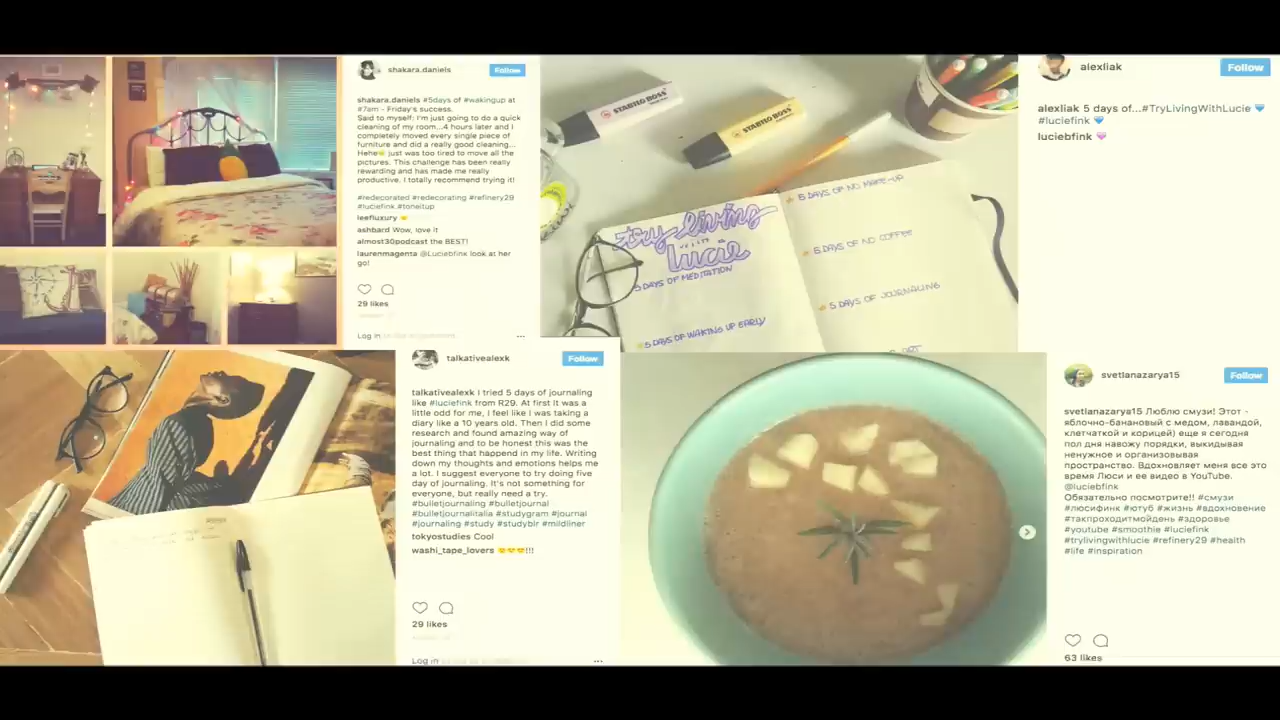 shakara.daniels
Follow
shakara.daniels #5days of #wakingup at
#7am - Friday's success.
Said to myself: I'm just going to do a quick
cleaning of my room...4 hours later and I
completely moved every single piece of
furniture and did a really good cleaning...
Hehe just was too tired to move all the
pictures. This challenge has been really
rewarding and has made me really
productive. I totally recommend trying it!
#redecorated #redecorating #refinery29
#luciefink #toneitup
leefluxury
ashbard Wow, love it
almost30podcast the BEST!
laurenmagenta @Luciebfink look at her
go!
29 likes
Log in
STABILO BOSS
STABILO BOSS
try living
with
lucie
5 DAYS OF MEDITATION
5 DAYS OF WAKING UP EARLY
5 DAYS OF NO MAKE-UP
5 DAYS OF NO COFFEE
5 DAYS OF JOURNALING
alexliak
Follow
alexliak 5 days of...#TryLivingWithLucie
#luciefink
luciebfink
talkativealexk
Follow
talkativealexk I tried 5 days of journaling
like #luciefink from R29. At first It was a
little odd for me, I feel like I was taking a
diary like a 10 years old. Then I did some
research and found amazing way of
journaling and to be honest this was the
best thing that happend in my life. Writing
down my thoughts and emotions helps me
a lot. I suggest everyone to try doing five
day of journaling. It's not something for
everyone, but really need a try.
#bulletjournaling #bulletjournal
#bulletjournalitalia #studygram #journal
#journaling #study #studyblr #mildliner
tokyostudies Cool
washi_tape_lovers !!!
29 likes
Log in
svetlanazarya15
Follow
svetlanazarya15 Люблю смузи! Этот -
яблочно-банановый с медом, лавандой,
клетчаткой и корицей) еще я сегодня
пол дня навожу порядки, выкидывая
ненужное и организовывая
пространство. Вдохновляет меня все это
время Люси и ее видео в YouTube.
@luciebfink
Обязательно посмотрите!! #смузи
#люсифинк #ютуб #жизнь #вдохновение
#такпроходитмойдень #здоровье
#youtube #smoothie #luciefink
#trylivingwithlucie #refinery29 #health
#life #inspiration
63 likes